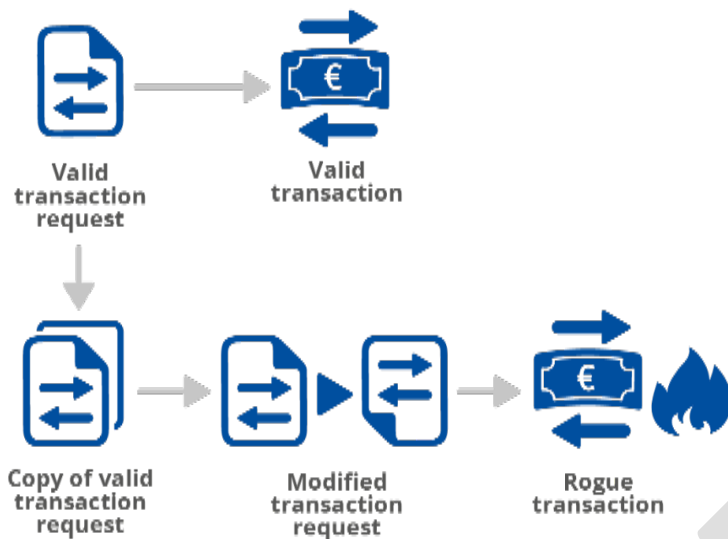 €
Valid
transaction
request
Valid
transaction
€
Copy of valid
transaction
request
Modified
transaction
request
Rogue
transaction